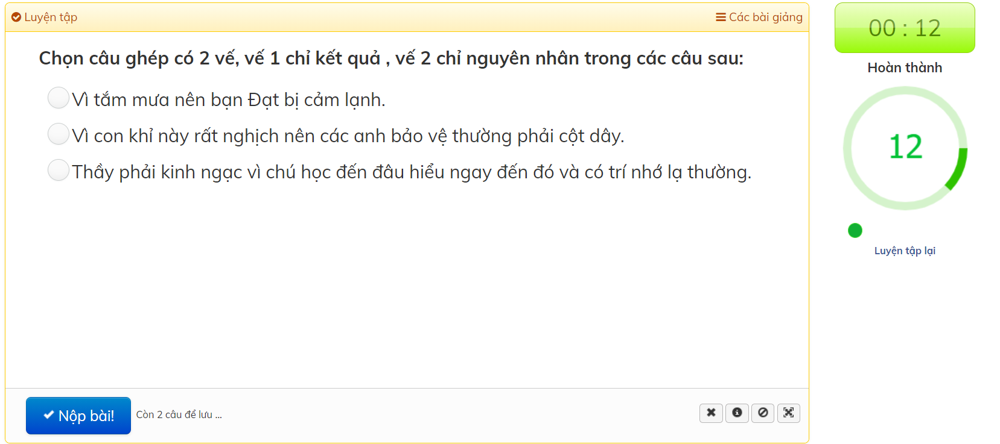 Luyện tập
Các bài giảng
00 : 12
Hoàn thành
Chọn câu ghép có 2 vế, vế 1 chỉ kết quả , vế 2 chỉ nguyên nhân trong các câu sau:
Vì tắm mưa nên bạn Đạt bị cảm lạnh.
Vì con khỉ này rất nghịch nên các anh bảo vệ thường phải cột dây.
Thầy phải kinh ngạc vì chú học đến đâu hiểu ngay đến đó và có trí nhớ lạ thường.
12
Luyện tập lại
Nộp bài!
Còn 2 câu để lưu ...